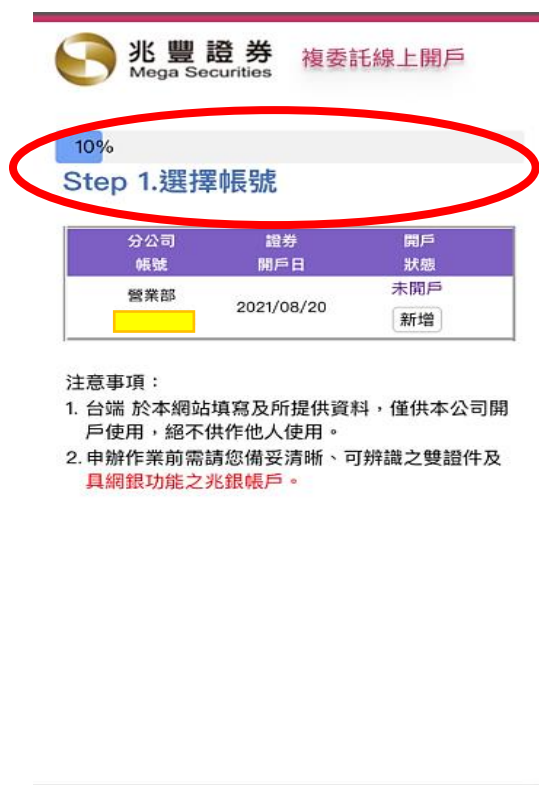 兆豐證券
Mega Securities
複委託線上開戶
10%
Step 1.選擇帳號
分公司 證券 開戶
帳號 開戶日 狀態
營業部 2021/08/20 未開戶
新增
注意事項：
1. 台端 於本網站填寫及所提供資料，僅供本公司開
戶使用，絕不供作他人使用。
2. 申辦作業前需請您備妥清晰、可辨識之雙證件及
具網銀功能之兆銀帳戶。